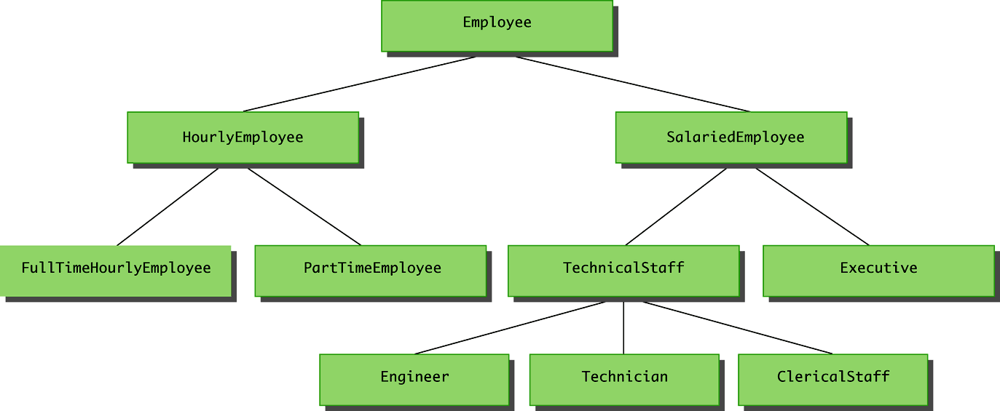 Employee
HourlyEmployee
SalariedEmployee
FullTimeHourlyEmployee
PartTimeEmployee
TechnicalStaff
Executive
Engineer
Technician
ClericalStaff